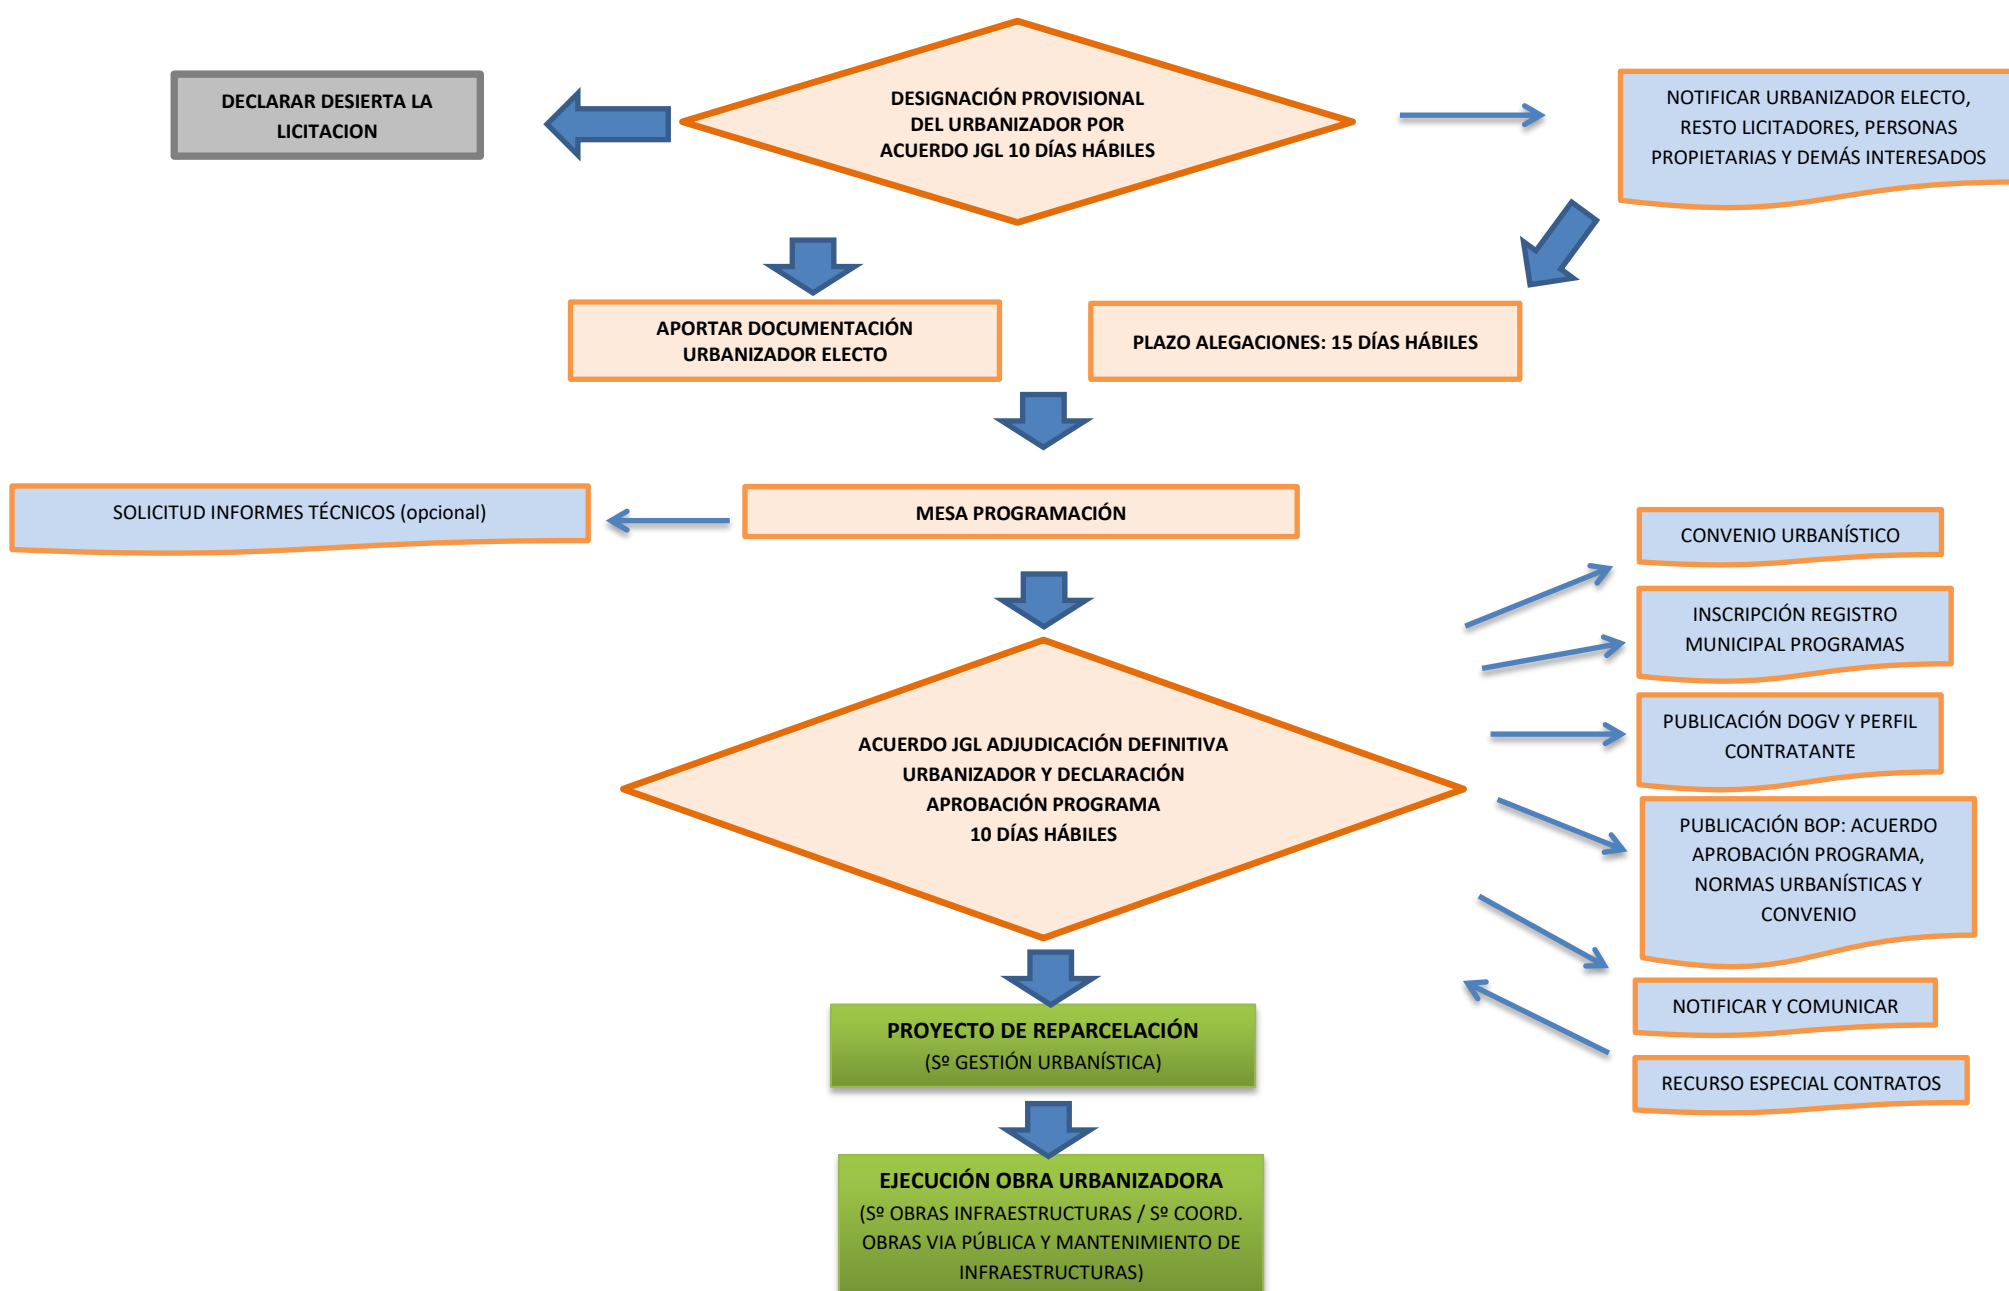 DECLARAR DESIERTA LA
LICITACION
DESIGNACIÓN PROVISIONAL
DEL URBANIZADOR POR
ACUERDO JGL 10 DÍAS HÁBILES
NOTIFICAR URBANIZADOR ELECTO,
RESTO LICITADORES, PERSONAS
PROPIETARIAS Y DEMÁS INTERESADOS
APORTAR DOCUMENTACIÓN
URBANIZADOR ELECTO
PLAZO ALEGACIONES: 15 DÍAS HÁBILES
SOLICITUD INFORMES TÉCNICOS (opcional)
MESA PROGRAMACIÓN
ACUERDO JGL ADJUDICACIÓN DEFINITIVA
URBANIZADOR Y DECLARACIÓN
APROBACIÓN PROGRAMA
10 DÍAS HÁBILES
CONVENIO URBANÍSTICO
INSCRIPCIÓN REGISTRO
MUNICIPAL PROGRAMAS
PUBLICACIÓN DOGV Y PERFIL
CONTRATANTE
PUBLICACIÓN BOP: ACUERDO
APROBACIÓN PROGRAMA,
NORMAS URBANÍSTICAS Y
CONVENIO
NOTIFICAR Y COMUNICAR
RECURSO ESPECIAL CONTRATOS
PROYECTO DE REPARCELACIÓN
(Sº GESTIÓN URBANÍSTICA)
EJECUCIÓN OBRA URBANIZADORA
(Sº OBRAS INFRAESTRUCTURAS / Sº COORD.
OBRAS VIA PÚBLICA Y MANTENIMIENTO DE
INFRAESTRUCTURAS)